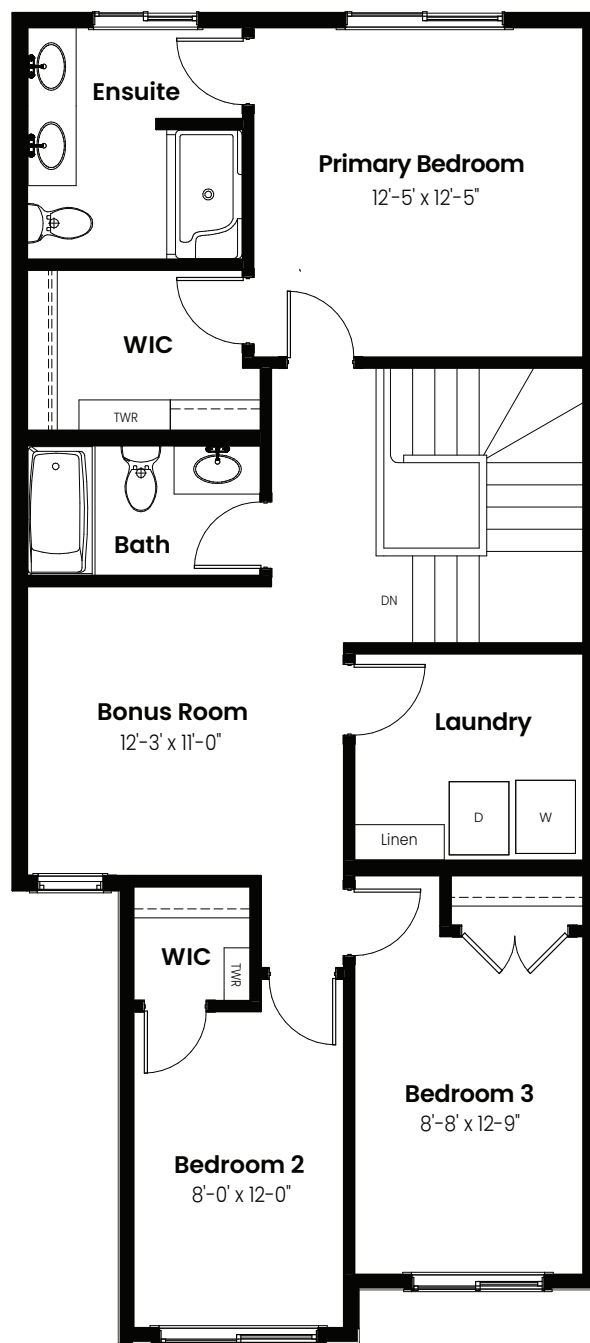 Ensuite
Primary Bedroom
12'-5' x 12'-5"
WIC
TWR
Bath
DN
Bonus Room
12'-3' x 11'-0"
Laundry
D
W
Linen
WIC
TWR
Bedroom 3
8'-8' x 12-9"
Bedroom 2
8'-0' x 12-0"